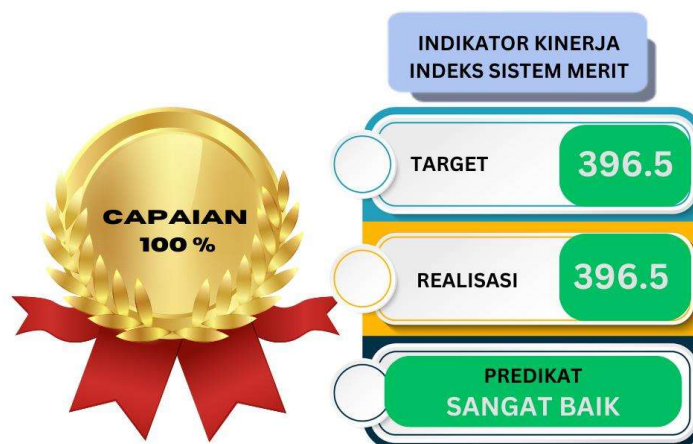 CAPAIAN
100 %
INDIKATOR KINERJA
INDEKS SISTEM MERIT
TARGET
396.5
REALISASI
396.5
PREDIKAT
SANGAT BAIK